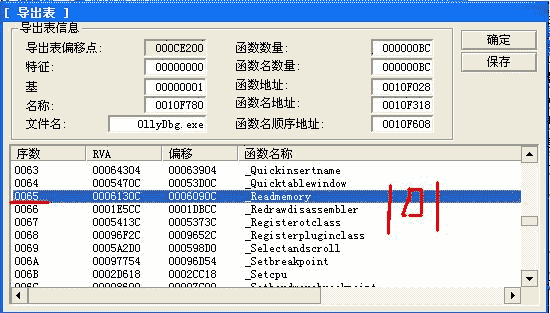 [ 导出表 ]
导出表信息
导出表偏移点: 000CE200 函数数量: 000000BC 确定
特征: 00000000 函数名数量: 000000BC 保存
基: 00000001 函数地址: 0010F028
名称: 0010F780 函数名地址: 0010F318
文件名: OllyDbg.exe 函数名顺序地址: 0010F608
序数 RVA 偏移 函数名称
0063 00064304 00063904 _Quickinsertname
0064 0005470C 00053D0C _Quicktablewindow
0065 0006130C 0006090C _Readmemory
0066 0001E5CC 0001DBCC _Redrawdisassembler
0067 0005413C 0005373C _Registerotclass
0068 00096F2C 0009652C _Registerpluginclass
0069 0005A2D0 000598D0 _Selectandscroll
006A 00097754 00096D54 _Setbreakpoint
006B 0002D618 0002CC18 _Setcpu